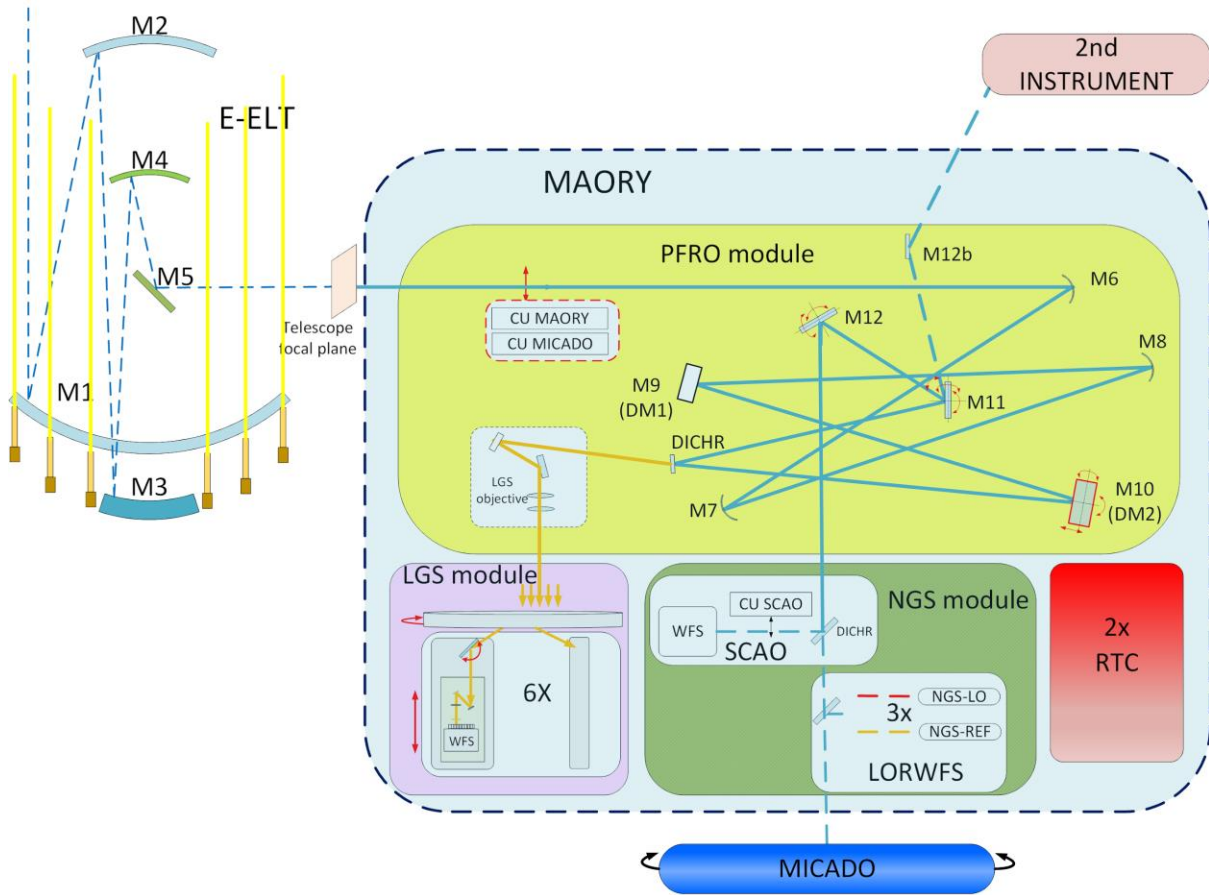 M2
E-ELT
M4
M5
Telescope
focal plane
M1
M3
2nd
INSTRUMENT
MAORY
PFRO module
M12b
M6
CU MAORY
CU MICADO
M12
M8
M9
(DM1)
M11
DICHR
LGS
objective
M7
M10
(DM2)
LGS module
6X
WFS
NGS module
CU SCAO
WFS
DICHR
SCAO
NGS-LO
3x
NGS-REF
LORWFS
2x
RTC
MICADO